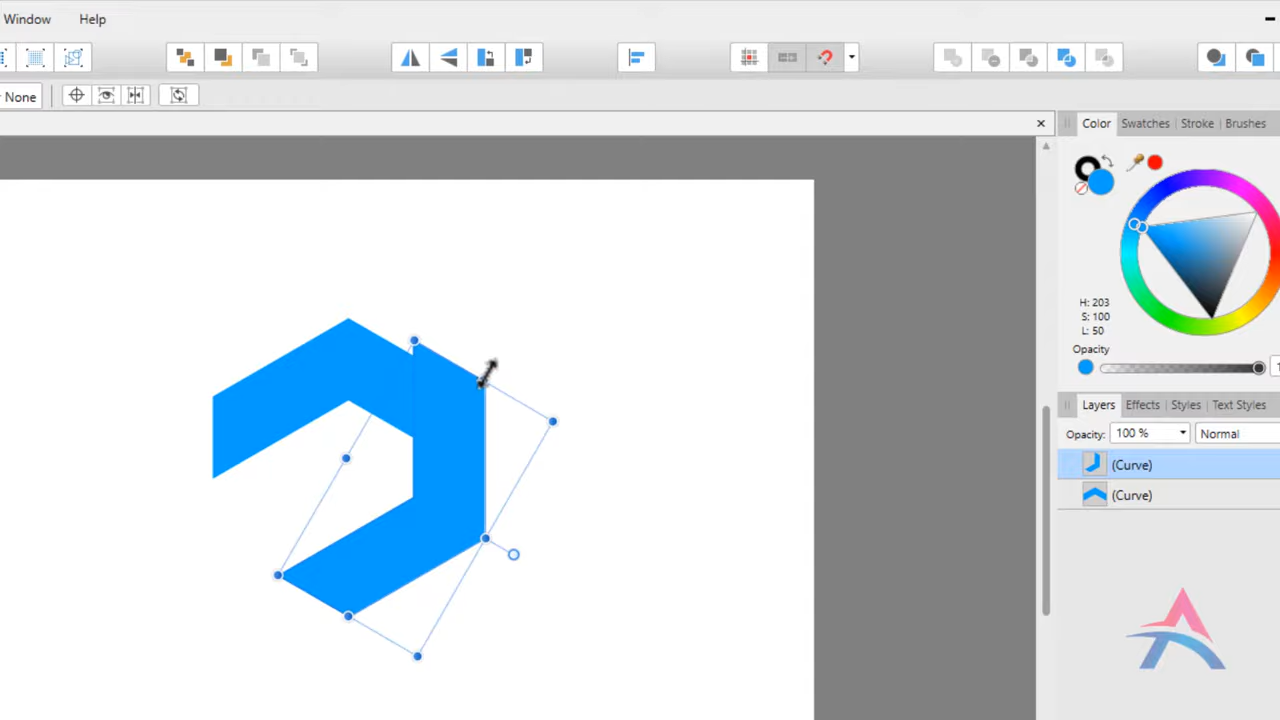 Window Help
None
Color Swatches Stroke Brushes
H: 203
S: 100
L: 50
Opacity
Layers Effects Styles Text Styles
Opacity: 100 % Normal
(Curve)
(Curve)